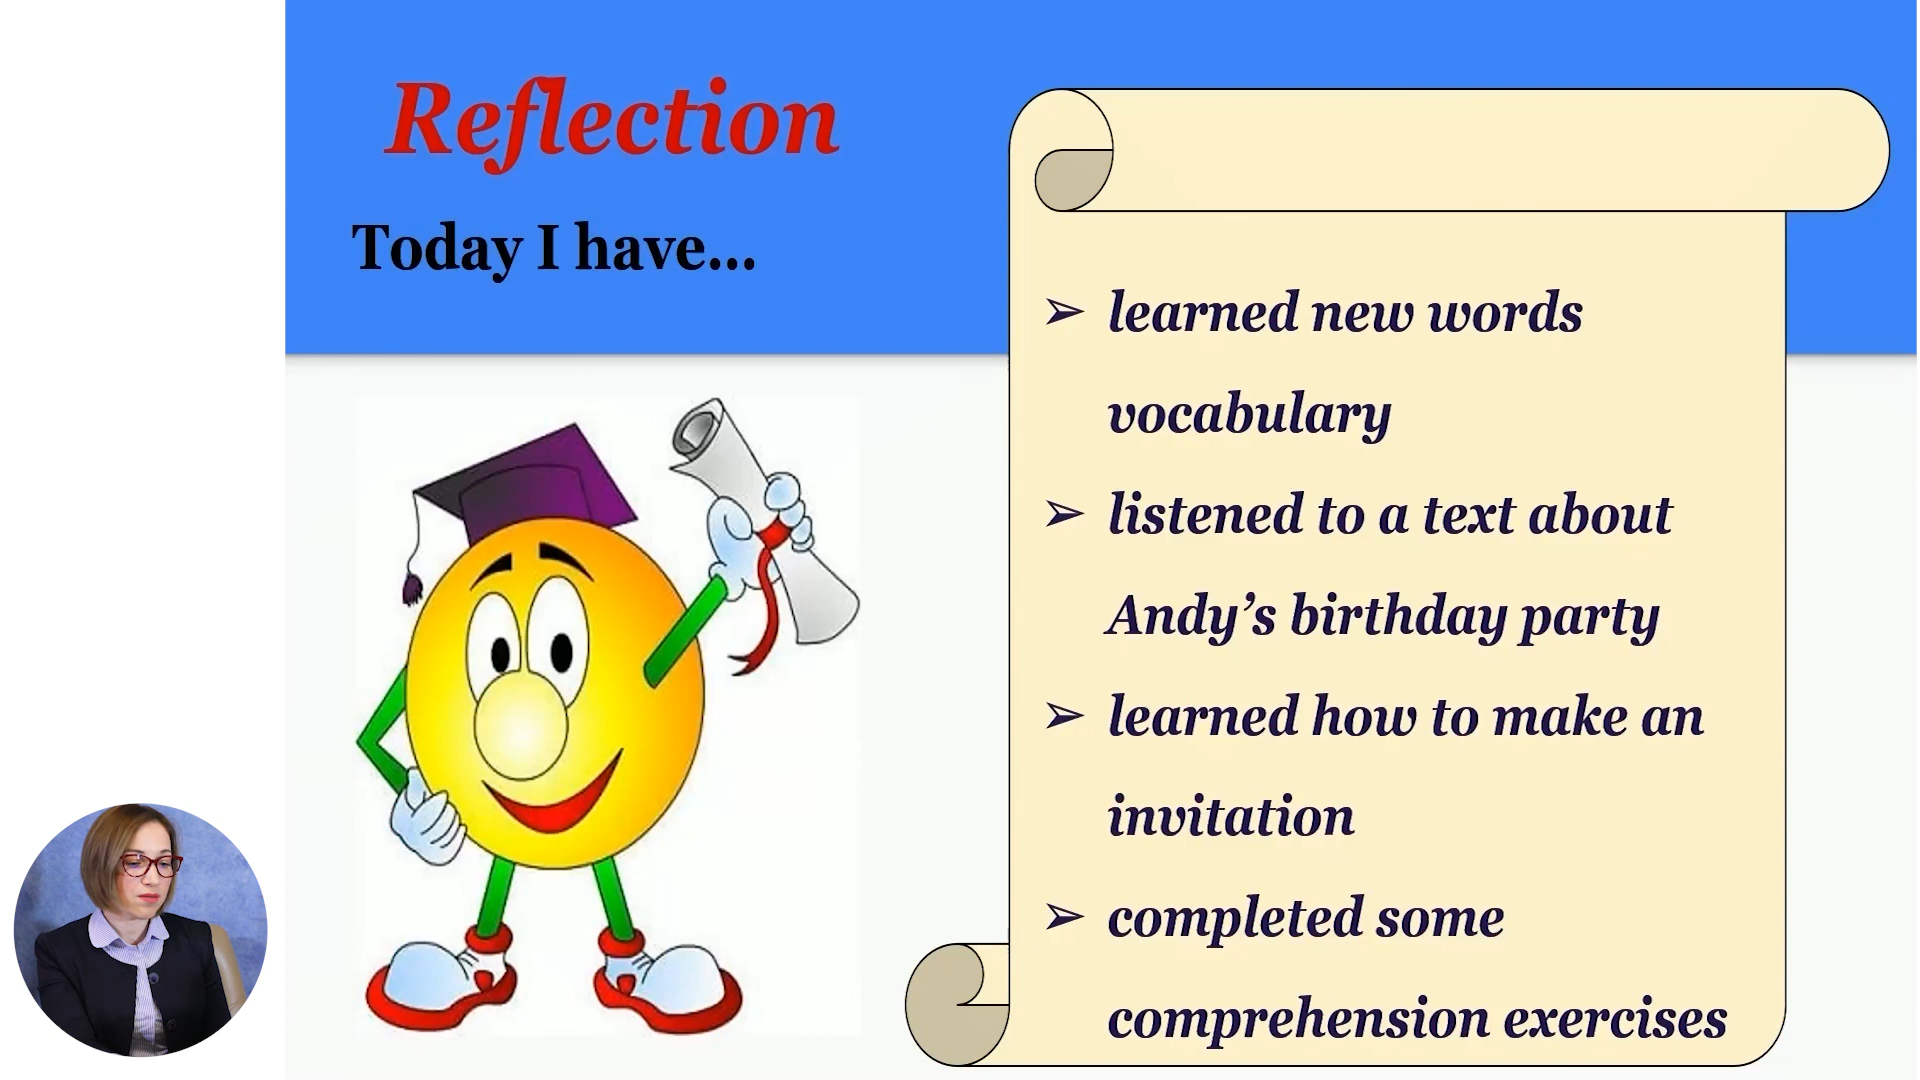 Reflection
Today I have...
➢ learned new words
vocabulary
➢ listened to a text about
Andy’s birthday party
➢ learned how to make an
invitation
➢ completed some
comprehension exercises